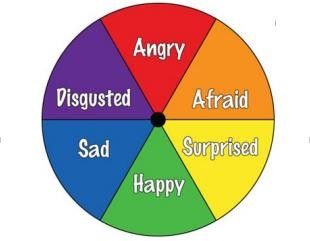 Angry
Disgusted
Afraid
Sad
Surprised
Happy